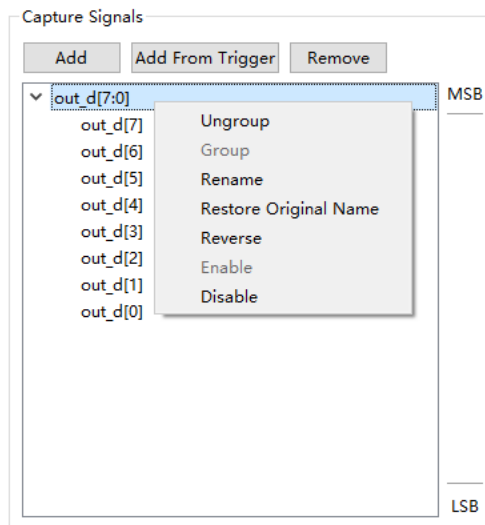 Capture Signals
Add Add From Trigger Remove
out_d[7:0] MSB
out_d[7]
out_d[6]
out_d[5]
out_d[4]
out_d[3]
out_d[2]
out_d[1]
out_d[0]
Ungroup
Group
Rename
Restore Original Name
Reverse
Enable
Disable
LSB